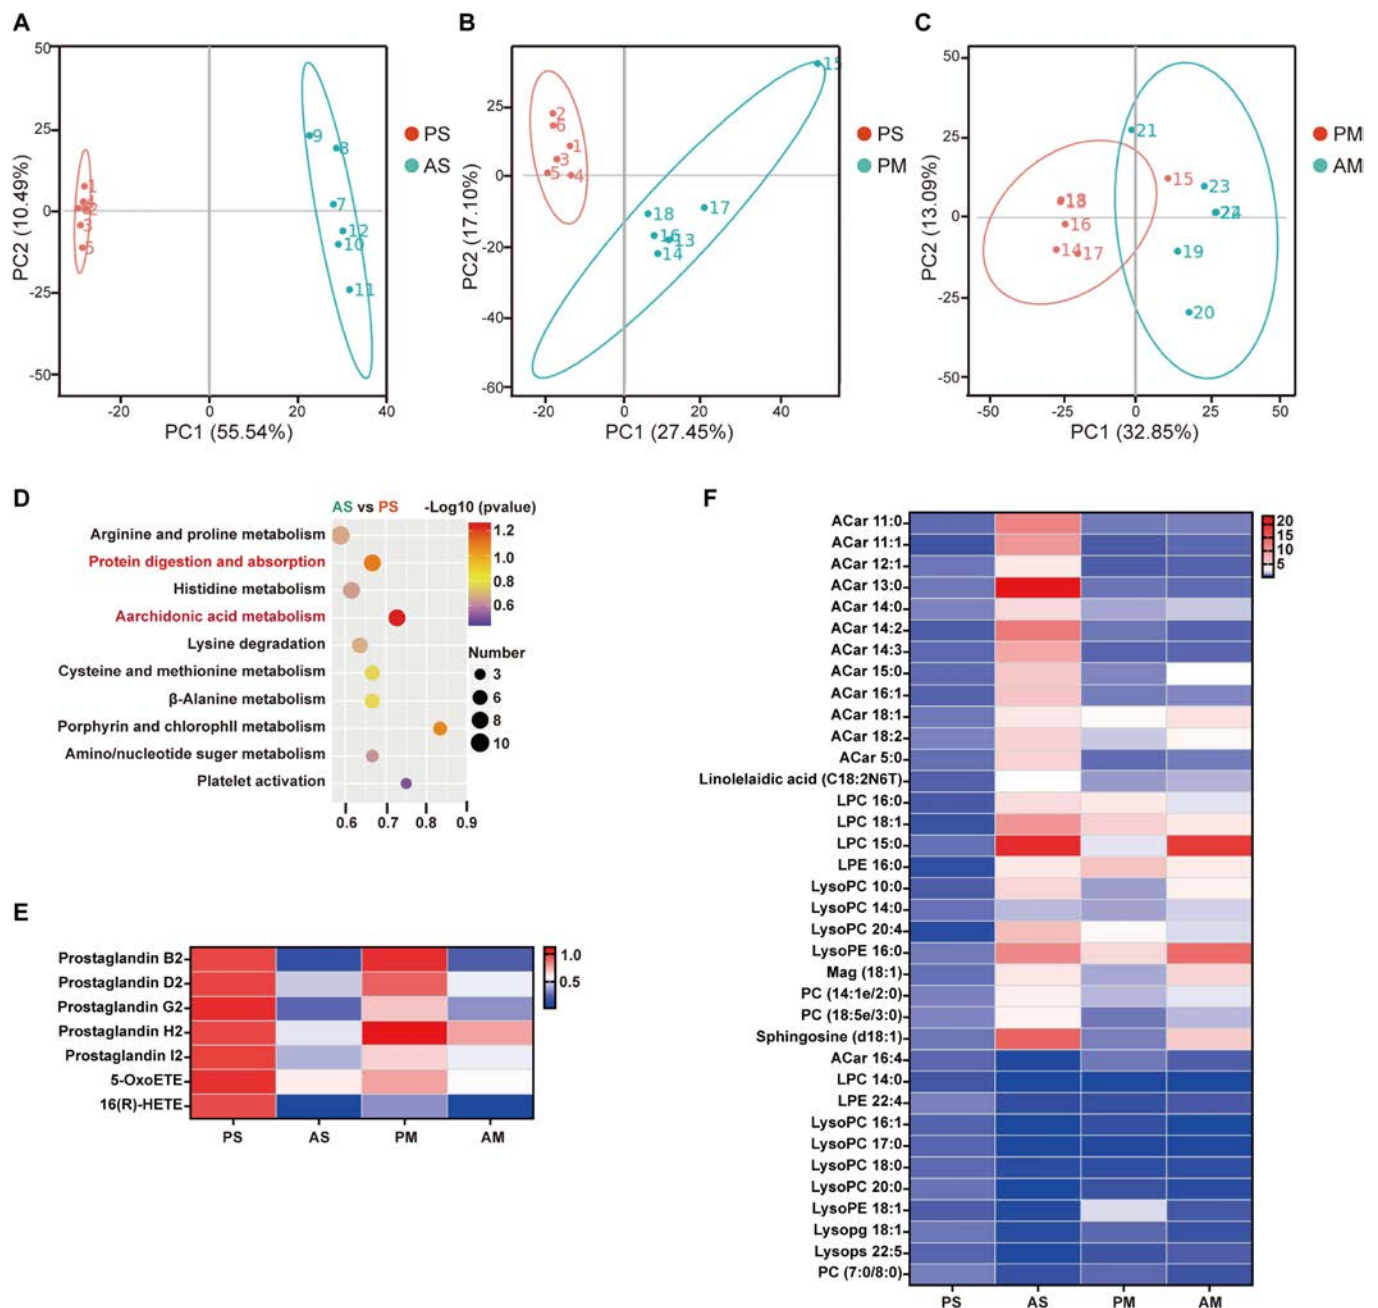 A
50
25
0
-25
-50
PC2 (10.49%)
-20
0
20
40
PC1 (55.54%)
1
2
3
5
9
8
7
12
10
11
PS
AS
B
25
0
-20
-40
-60
PC2 (17.10%)
-20
0
20
40
PC1 (27.45%)
2
6
1
3
5
4
15
18
17
16
13
14
PS
PM
C
50
25
0
-25
-50
PC2 (13.09%)
-50
-25
0
25
50
PC1 (32.85%)
21
15
23
18
22
16
14
17
19
20
PM
AM
D
AS vs PS
-Log10 (pvalue)
Arginine and proline metabolism
Protein digestion and absorption
Histidine metabolism
Aarchidonic acid metabolism
Lysine degradation
Cysteine and methionine metabolism
β-Alanine metabolism
Porphyrin and chlorophll metabolism
Amino/nucleotide suger metabolism
Platelet activation
0.6
0.7
0.8
0.9
1.2
1.0
0.8
0.6
Number
3
6
8
10
E
Prostaglandin B2
Prostaglandin D2
Prostaglandin G2
Prostaglandin H2
Prostaglandin I2
5-OxoETE
16(R)-HETE
PS
AS
PM
AM
1.0
0.5
F
ACar 11:0
ACar 11:1
ACar 12:1
ACar 13:0
ACar 14:0
ACar 14:2
ACar 14:3
ACar 15:0
ACar 16:1
ACar 18:1
ACar 18:2
ACar 5:0
Linolelaidic acid (C18:2N6T)
LPC 16:0
LPC 18:1
LPC 15:0
LPE 16:0
LysoPC 10:0
LysoPC 14:0
LysoPC 20:4
LysoPE 16:0
Mag (18:1)
PC (14:1e/2:0)
PC (18:5e/3:0)
Sphingosine (d18:1)
ACar 16:4
LPC 14:0
LPE 22:4
LysoPC 16:1
LysoPC 17:0
LysoPC 18:0
LysoPC 20:0
LysoPE 18:1
Lysopg 18:1
Lysops 22:5
PC (7:0/8:0)
PS
AS
PM
AM
20
15
10
5